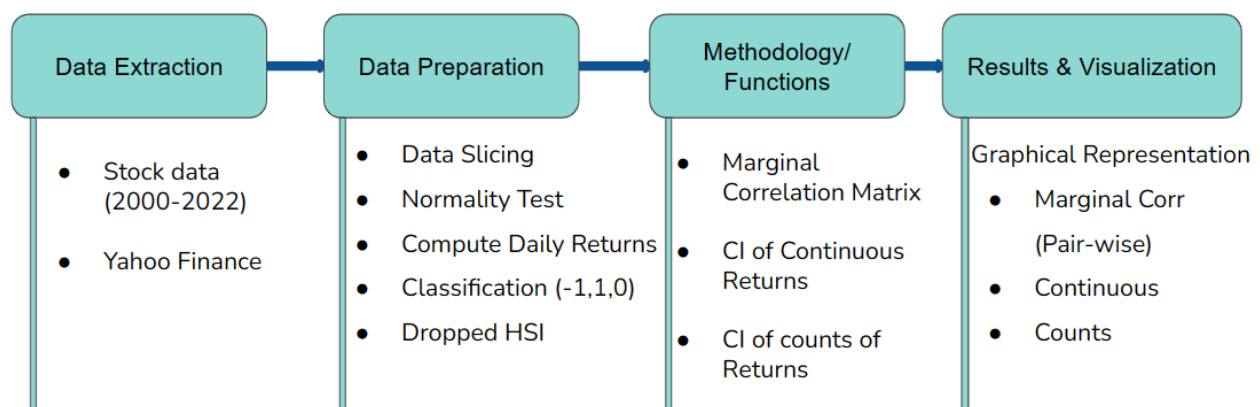 Data Extraction
Data Preparation
Methodology/
Functions
Results & Visualization
● Stock data
(2000-2022)
● Yahoo Finance
● Data Slicing
● Normality Test
● Compute Daily Returns
● Classification (-1,1,0)
● Dropped HSI
● Marginal
Correlation Matrix
● CI of Continuous
Returns
● CI of counts of
Returns
Graphical Representation
● Marginal Corr
(Pair-wise)
● Continuous
● Counts